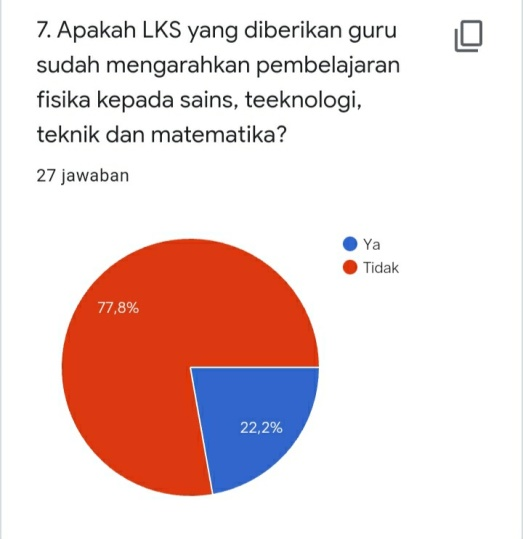 7. Apakah LKS yang diberikan guru
sudah mengarahkan pembelajaran
fisika kepada sains, teeknologi,
teknik dan matematika?
27 jawaban
Ya
Tidak
77,8%
22,2%